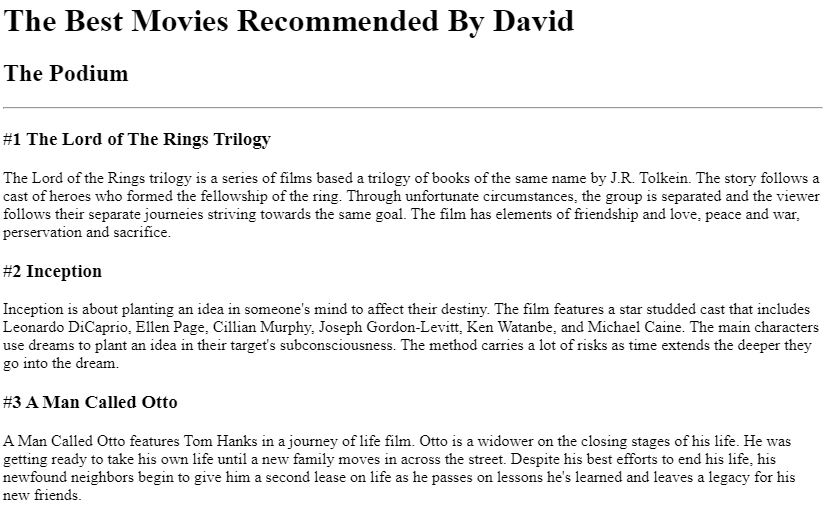 The Best Movies Recommended By David
The Podium
#1 The Lord of The Rings Trilogy
The Lord of the Rings trilogy is a series of films based a trilogy of books of the same name by J.R. Tolkein. The story follows a
cast of heroes who formed the fellowship of the ring. Through unfortunate circumstances, the group is separated and the viewer
follows their separate journeies striving towards the same goal. The film has elements of friendship and love, peace and war,
perservation and sacrifice.
#2 Inception
Inception is about planting an idea in someone's mind to affect their destiny. The film features a star studded cast that includes
Leonardo DiCaprio, Ellen Page, Cillian Murphy, Joseph Gordon-Levitt, Ken Watanbe, and Michael Caine. The main characters
use dreams to plant an idea in their target's subconsciousness. The method carries a lot of risks as time extends the deeper they
go into the dream.
#3 A Man Called Otto
A Man Called Otto features Tom Hanks in a journey of life film. Otto is a widower on the closing stages of his life. He was
getting ready to take his own life until a new family moves in across the street. Despite his best efforts to end his life, his
newfound neighbors begin to give him a second lease on life as he passes on lessons he's learned and leaves a legacy for his
new friends.